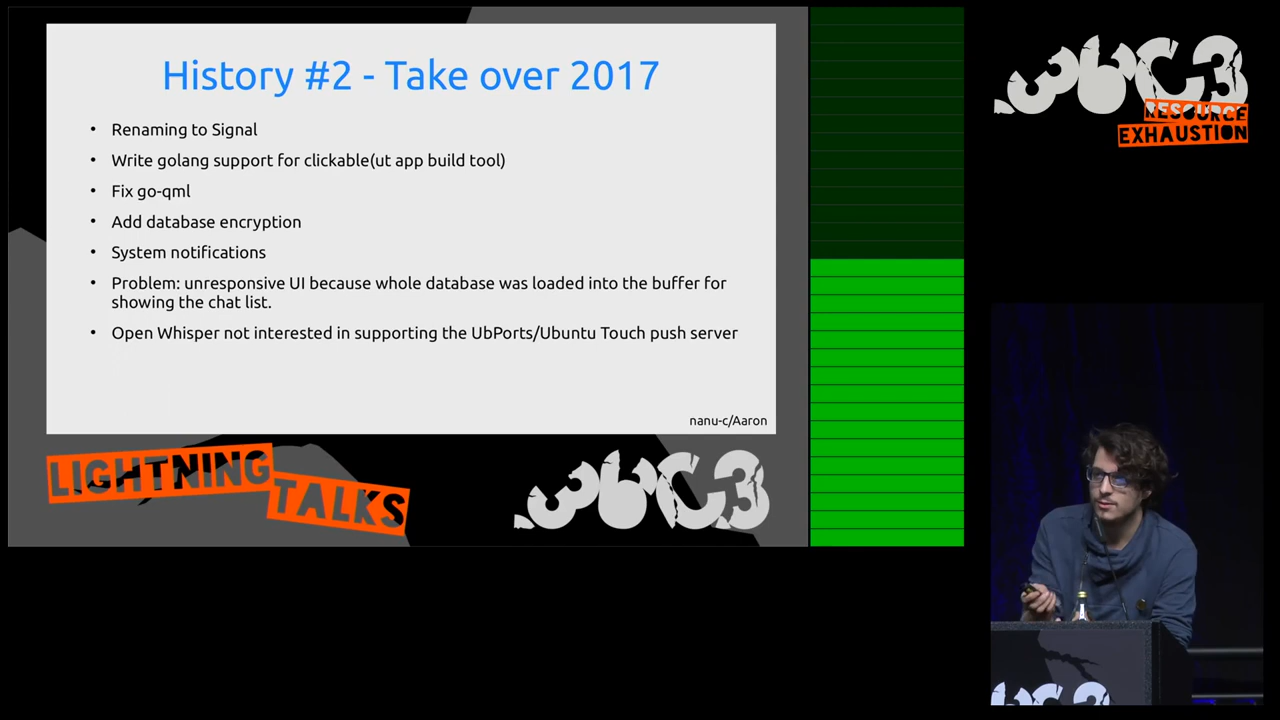 History #2 - Take over 2017
• Renaming to Signal
• Write golang support for clickable(ut app build tool)
• Fix go-qml
• Add database encryption
• System notifications
• Problem: unresponsive UI because whole database was loaded into the buffer for
showing the chat list.
• Open Whisper not interested in supporting the UbPorts/Ubuntu Touch push server
nanu-c/Aaron
LIGHTNING
TALKS
36C3
36C3
RESOURCE
EXHAUSTION
36C3